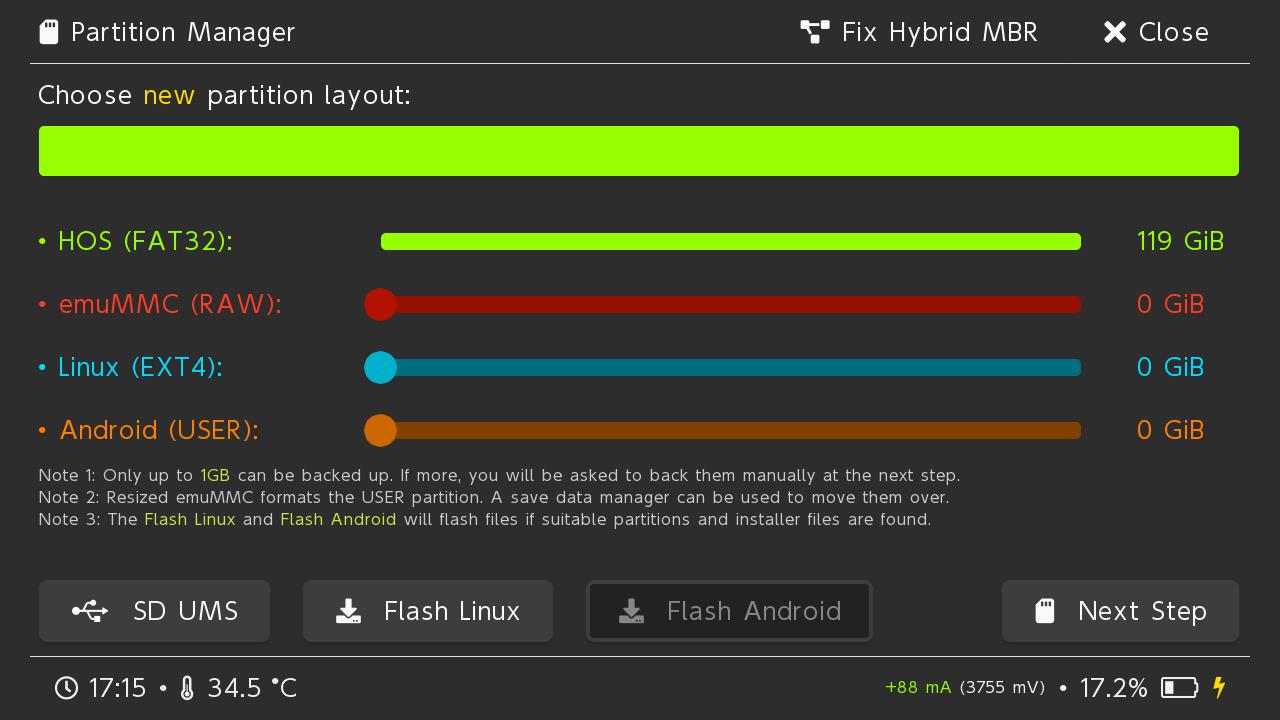 Partition Manager Fix Hybrid MBR Close
Choose new partition layout:
• HOS (FAT32): 119 GiB
• emuMMC (RAW): 0 GiB
• Linux (EXT4): 0 GiB
• Android (USER): 0 GiB
Note 1: Only up to 1GB can be backed up. If more, you will be asked to back them manually at the next step.
Note 2: Resized emuMMC formats the USER partition. A save data manager can be used to move them over.
Note 3: The Flash Linux and Flash Android will flash files if suitable partitions and installer files are found.
SD UMS Flash Linux Flash Android Next Step
17:15 • 34.5 °C +88 mA (3755 mV) • 17.2%